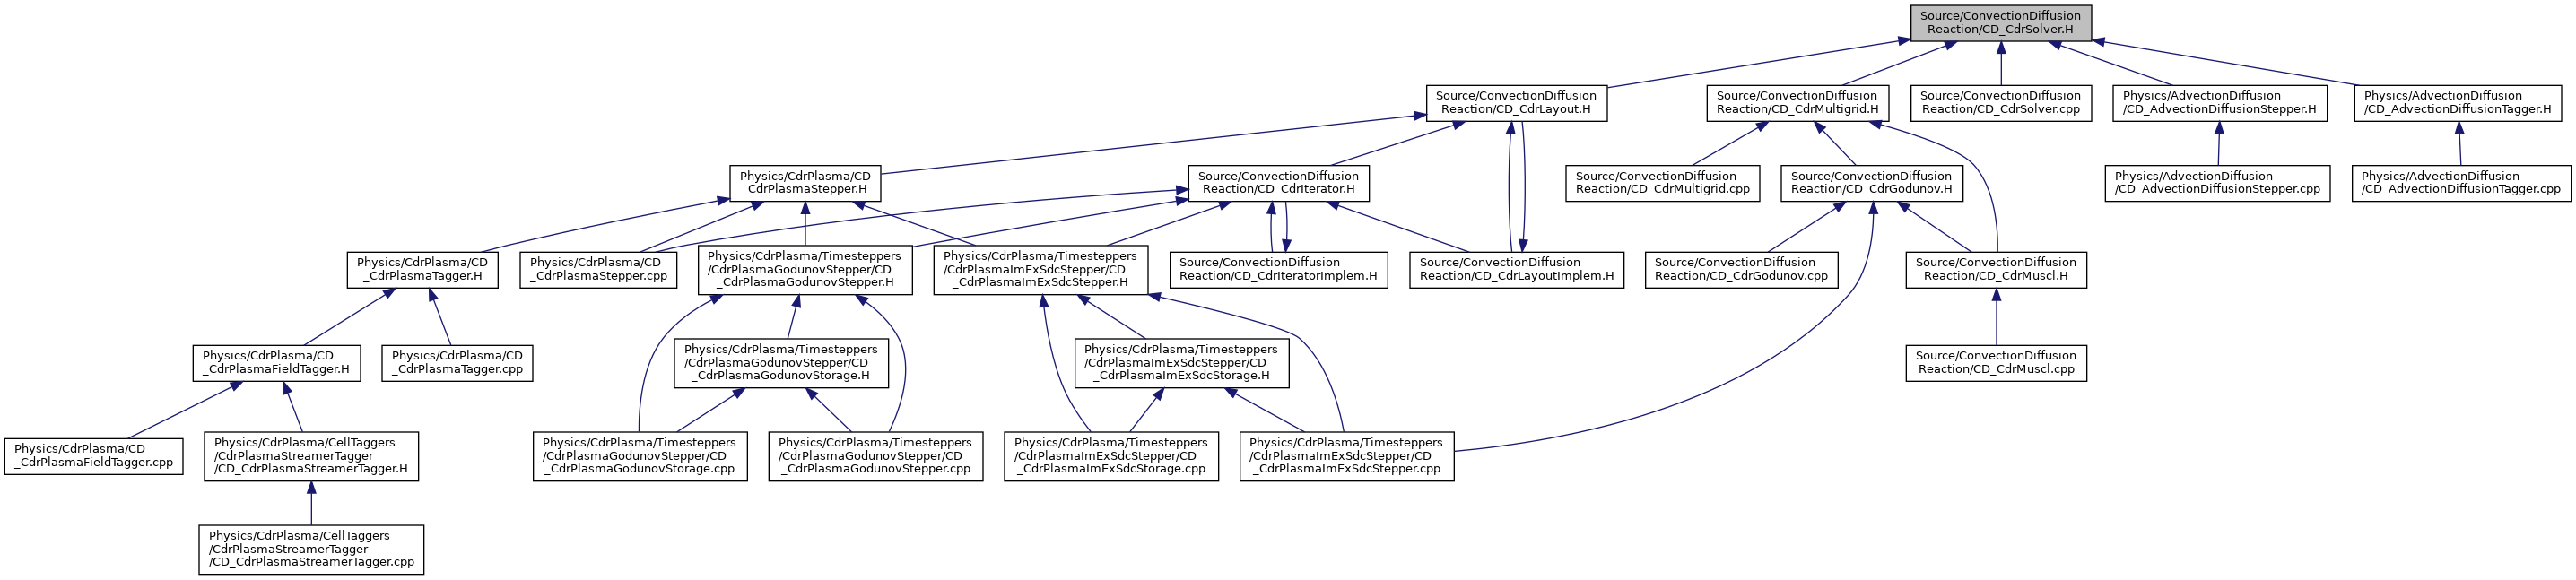 Source/ConvectionDiffusion
Reaction/CD_CdrSolver.H
Source/ConvectionDiffusion
Reaction/CD_CdrLayout.H
Source/ConvectionDiffusion
Reaction/CD_CdrMultigrid.H
Source/ConvectionDiffusion
Reaction/CD_CdrSolver.cpp
Physics/AdvectionDiffusion
/CD_AdvectionDiffusionStepper.H
Physics/AdvectionDiffusion
/CD_AdvectionDiffusionTagger.H
Physics/CdrPlasma/CD
_CdrPlasmaStepper.H
Source/ConvectionDiffusion
Reaction/CD_CdrIterator.H
Source/ConvectionDiffusion
Reaction/CD_CdrMultigrid.cpp
Source/ConvectionDiffusion
Reaction/CD_CdrGodunov.H
Physics/AdvectionDiffusion
/CD_AdvectionDiffusionStepper.cpp
Physics/AdvectionDiffusion
/CD_AdvectionDiffusionTagger.cpp
Physics/CdrPlasma/CD
_CdrPlasmaTagger.H
Physics/CdrPlasma/CD
_CdrPlasmaStepper.cpp
Physics/CdrPlasma/Timesteppers
/CdrPlasmaGodunovStepper/CD
_CdrPlasmaGodunovStepper.H
Physics/CdrPlasma/Timesteppers
/CdrPlasmaImExSdcStepper/CD
_CdrPlasmaImExSdcStepper.H
Source/ConvectionDiffusion
Reaction/CD_CdrIteratorImplem.H
Source/ConvectionDiffusion
Reaction/CD_CdrLayoutImplem.H
Source/ConvectionDiffusion
Reaction/CD_CdrGodunov.cpp
Source/ConvectionDiffusion
Reaction/CD_CdrMuscl.H
Physics/CdrPlasma/CD
_CdrPlasmaFieldTagger.H
Physics/CdrPlasma/CD
_CdrPlasmaTagger.cpp
Physics/CdrPlasma/Timesteppers
/CdrPlasmaGodunovStepper/CD
_CdrPlasmaGodunovStorage.H
Physics/CdrPlasma/Timesteppers
/CdrPlasmaImExSdcStepper/CD
_CdrPlasmaImExSdcStorage.H
Source/ConvectionDiffusion
Reaction/CD_CdrMuscl.cpp
Physics/CdrPlasma/CD
_CdrPlasmaFieldTagger.cpp
Physics/CdrPlasma/CellTaggers
/CdrPlasmaStreamerTagger
/CD_CdrPlasmaStreamerTagger.H
Physics/CdrPlasma/Timesteppers
/CdrPlasmaGodunovStepper/CD
_CdrPlasmaGodunovStorage.cpp
Physics/CdrPlasma/Timesteppers
/CdrPlasmaGodunovStepper/CD
_CdrPlasmaGodunovStepper.cpp
Physics/CdrPlasma/Timesteppers
/CdrPlasmaImExSdcStepper/CD
_CdrPlasmaImExSdcStorage.cpp
Physics/CdrPlasma/Timesteppers
/CdrPlasmaImExSdcStepper/CD
_CdrPlasmaImExSdcStepper.cpp
Physics/CdrPlasma/CellTaggers
/CdrPlasmaStreamerTagger
/CD_CdrPlasmaStreamerTagger.cpp